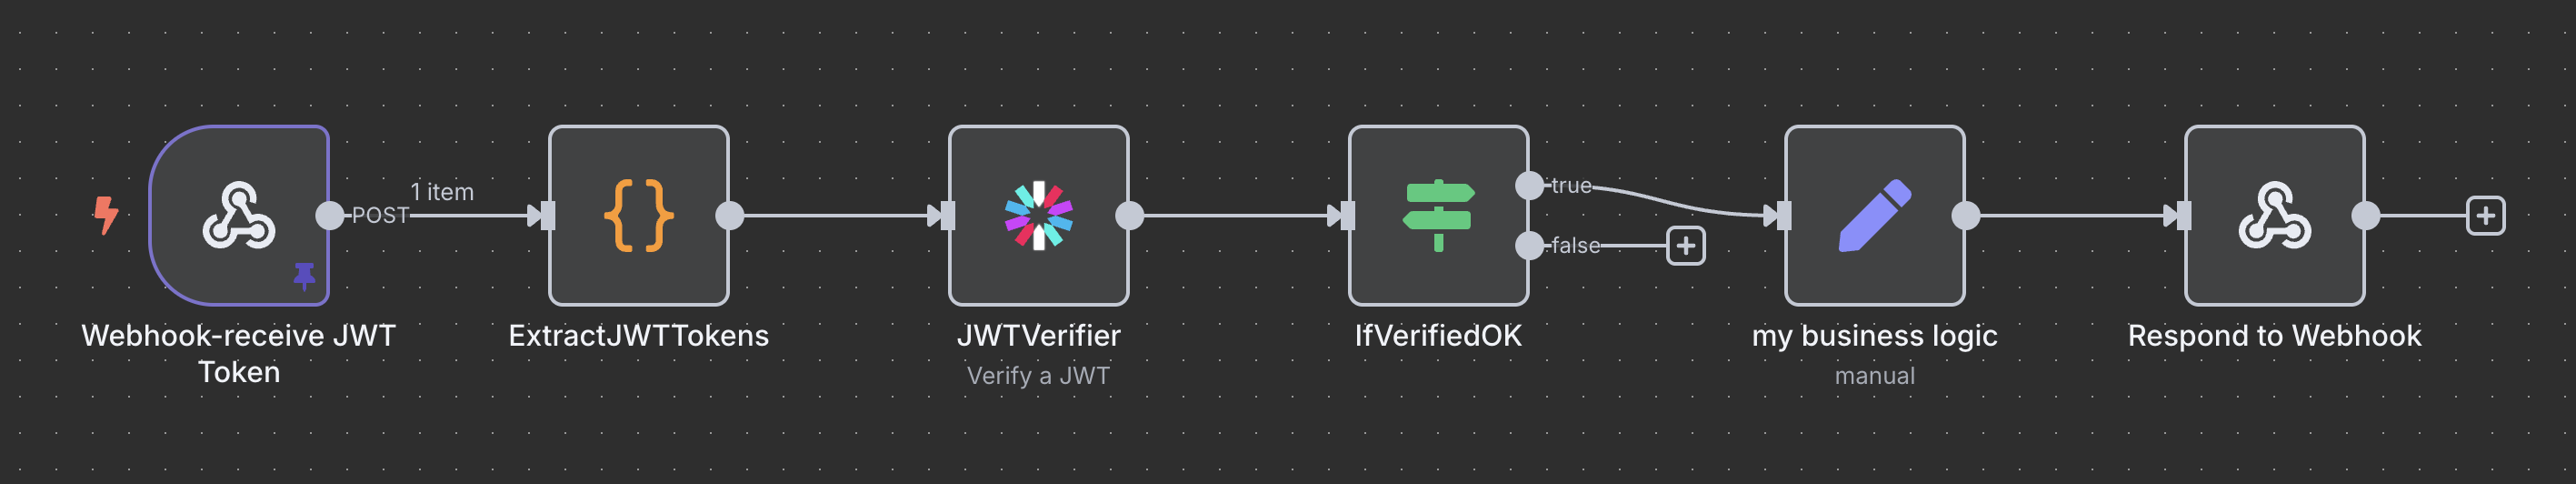 1 item
POST
true
false
Webhook-receive JWT
Token
ExtractJWTTokens
JWTVerifier
Verify a JWT
IfVerifiedOK
my business logic
manual
Respond to Webhook